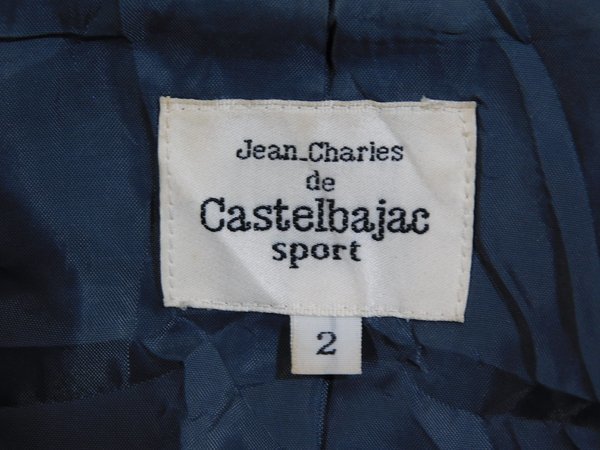 Jean_Charles
de
Castelbajac
sport
2